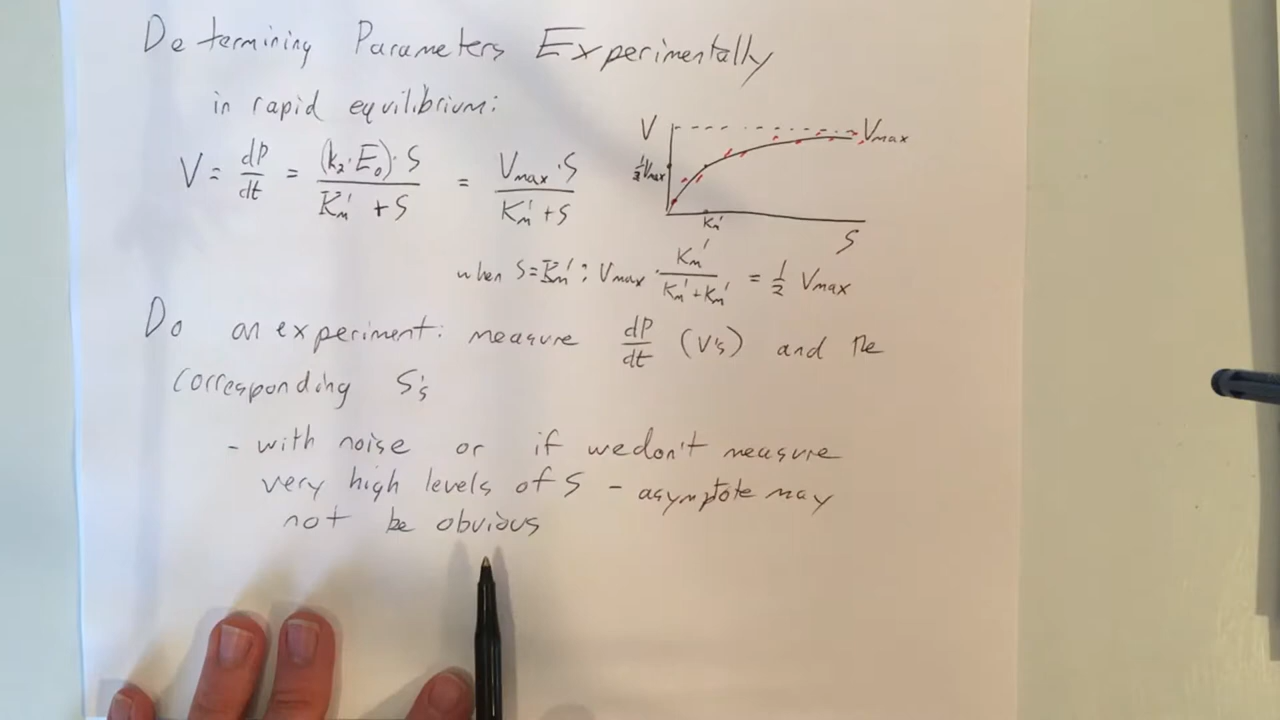 Determining Parameters Experimentally
in rapid equilibrium:
V = dP/dt = (k₂·E₀)·S / (Kₘ' + S) = Vmax·S / (Kₘ' + S)
V
Vmax
½Vmax
Kₘ'
S
when S=Kₘ' : Vmax · Kₘ' / (Kₘ'+Kₘ') = ½ Vmax
Do an experiment: measure dP/dt (V's) and the
corresponding S's
- with noise or if we don't measure
very high levels of S - asymptote may
not be obvious